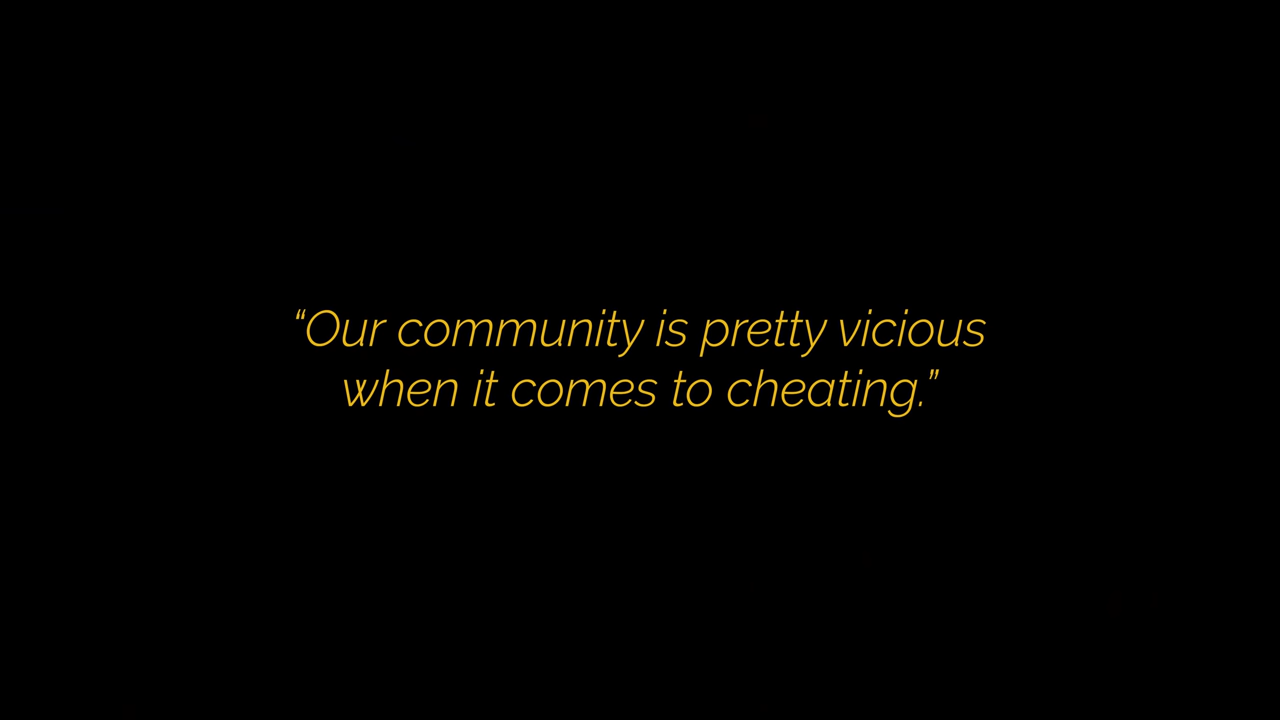 “Our community is pretty vicious
when it comes to cheating.”